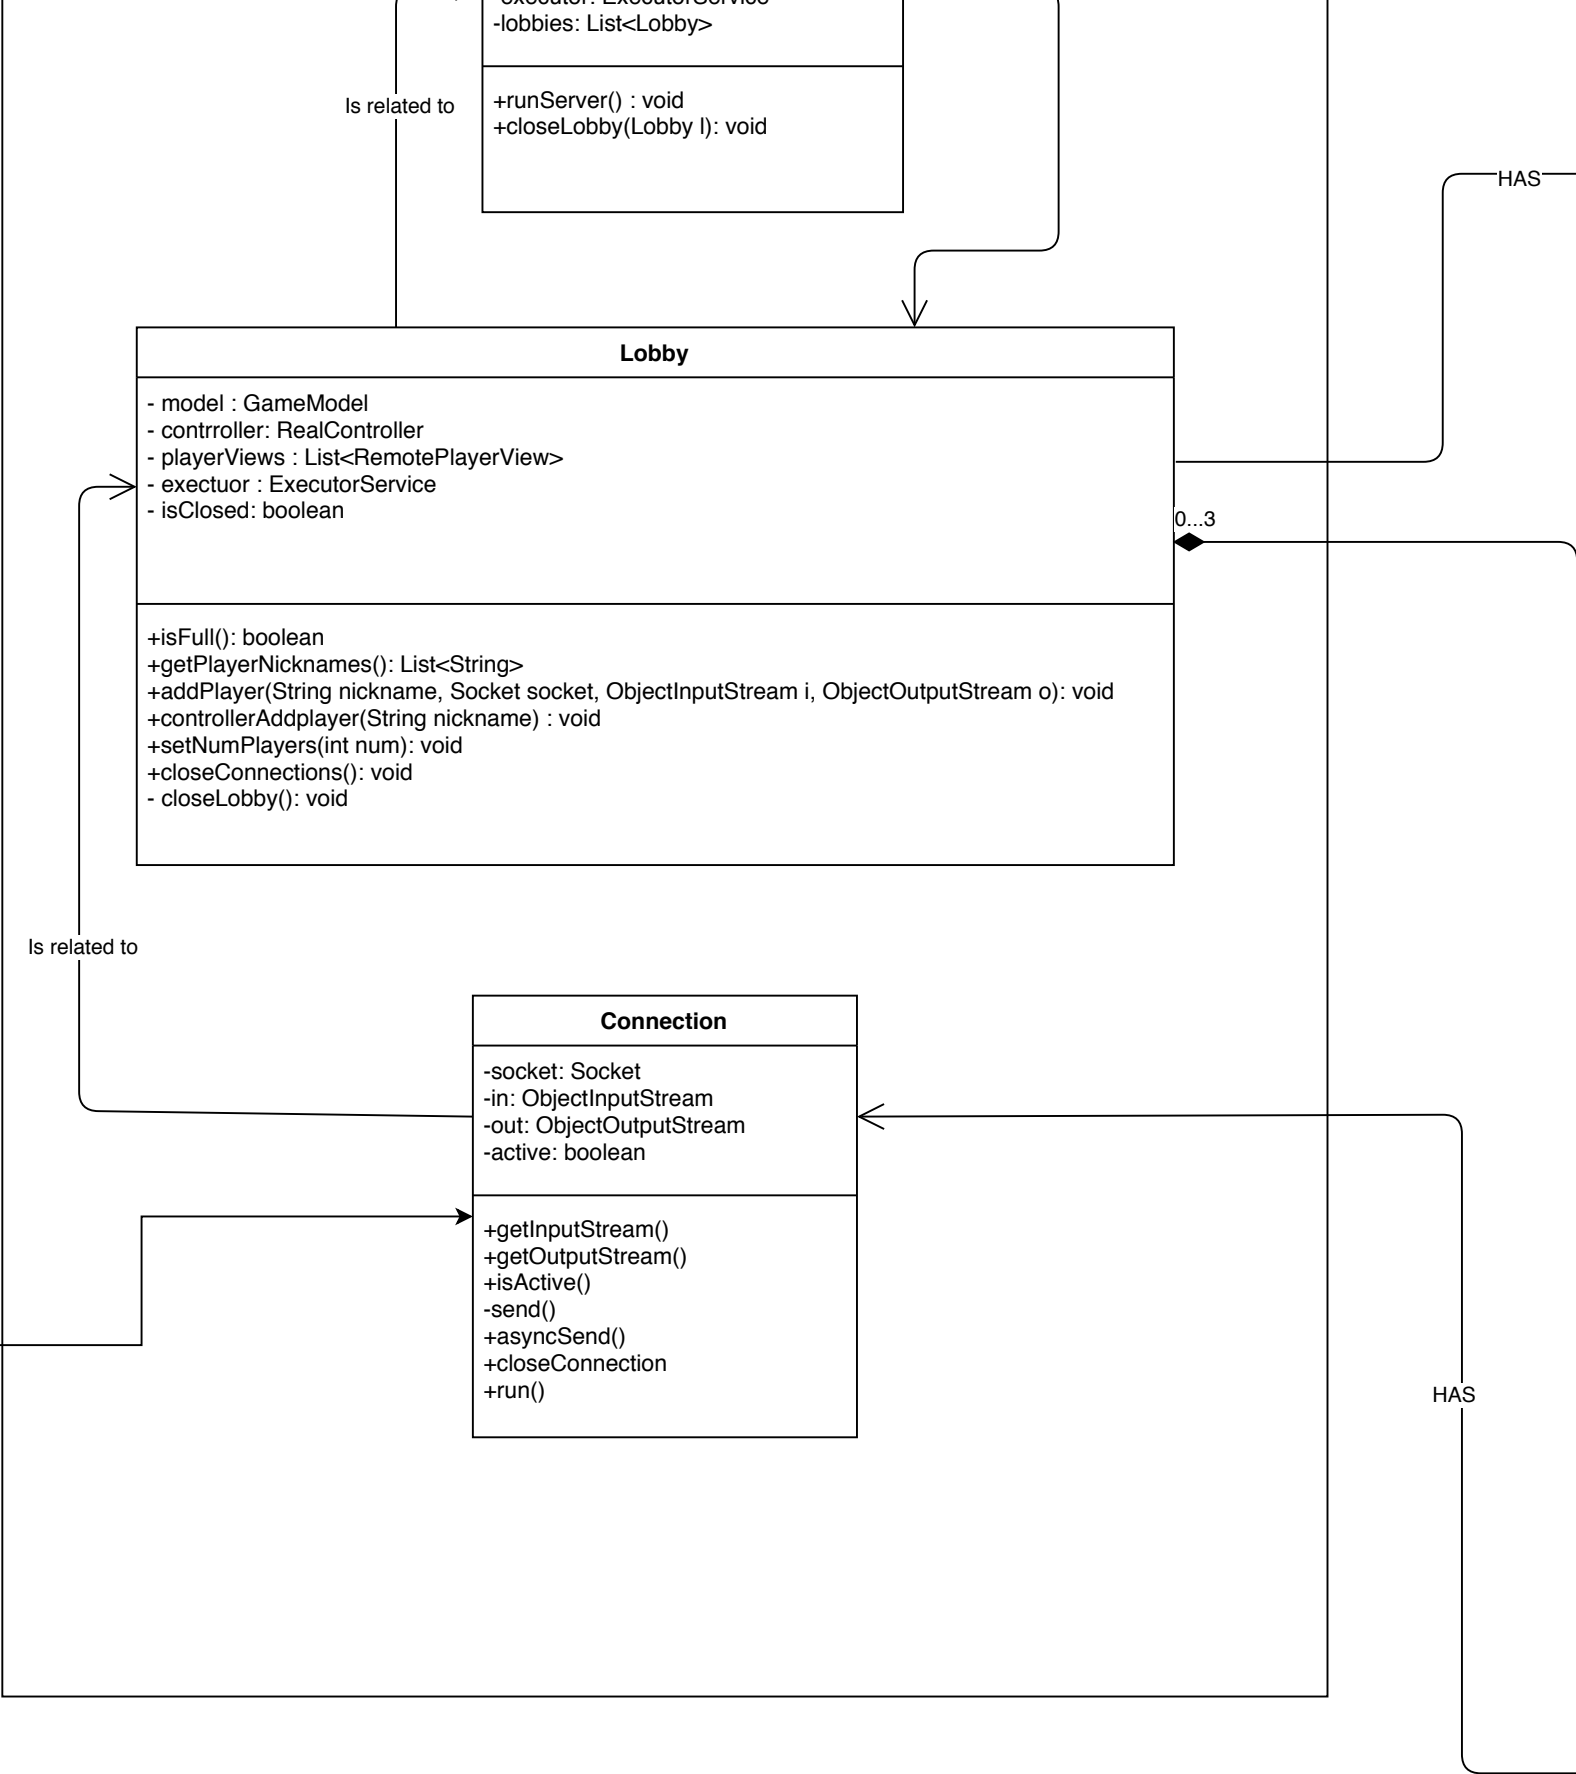 -executor: ExecutorService
-lobbies: List<Lobby>
Is related to
+runServer() : void
+closeLobby(Lobby l): void
HAS
Lobby
- model : GameModel
- contrroller: RealController
- playerViews : List<RemotePlayerView>
- exectuor : ExecutorService
- isClosed: boolean
0...3
+isFull(): boolean
+getPlayerNicknames(): List<String>
+addPlayer(String nickname, Socket socket, ObjectInputStream i, ObjectOutputStream o): void
+controllerAddplayer(String nickname) : void
+setNumPlayers(int num): void
+closeConnections(): void
- closeLobby(): void
Is related to
Connection
-socket: Socket
-in: ObjectInputStream
-out: ObjectOutputStream
-active: boolean
+getInputStream()
+getOutputStream()
+isActive()
-send()
+asyncSend()
+closeConnection
+run()
HAS